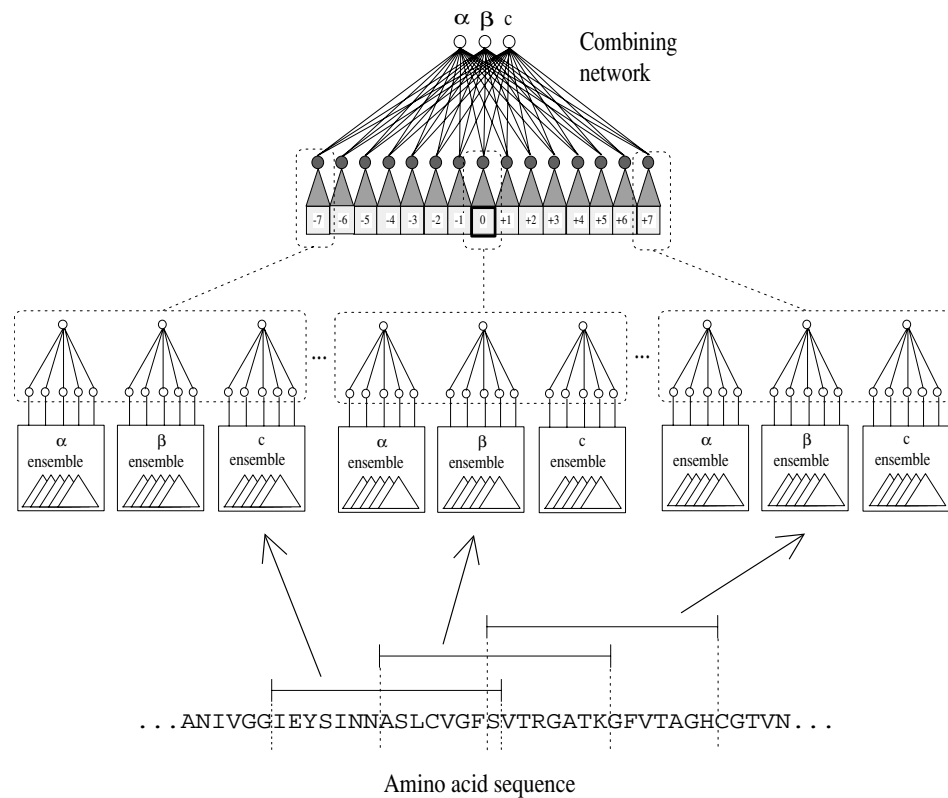 α β c
Combining
network
-7 -6 -5 -4 -3 -2 -1 0 +1 +2 +3 +4 +5 +6 +7
... ...
α β c α β c α β c
ensemble ensemble ensemble ensemble ensemble ensemble ensemble ensemble ensemble
...ANIVGGIEYSINNASLCVGFSVTRGATKGFVTAGHCGTVN...
Amino acid sequence